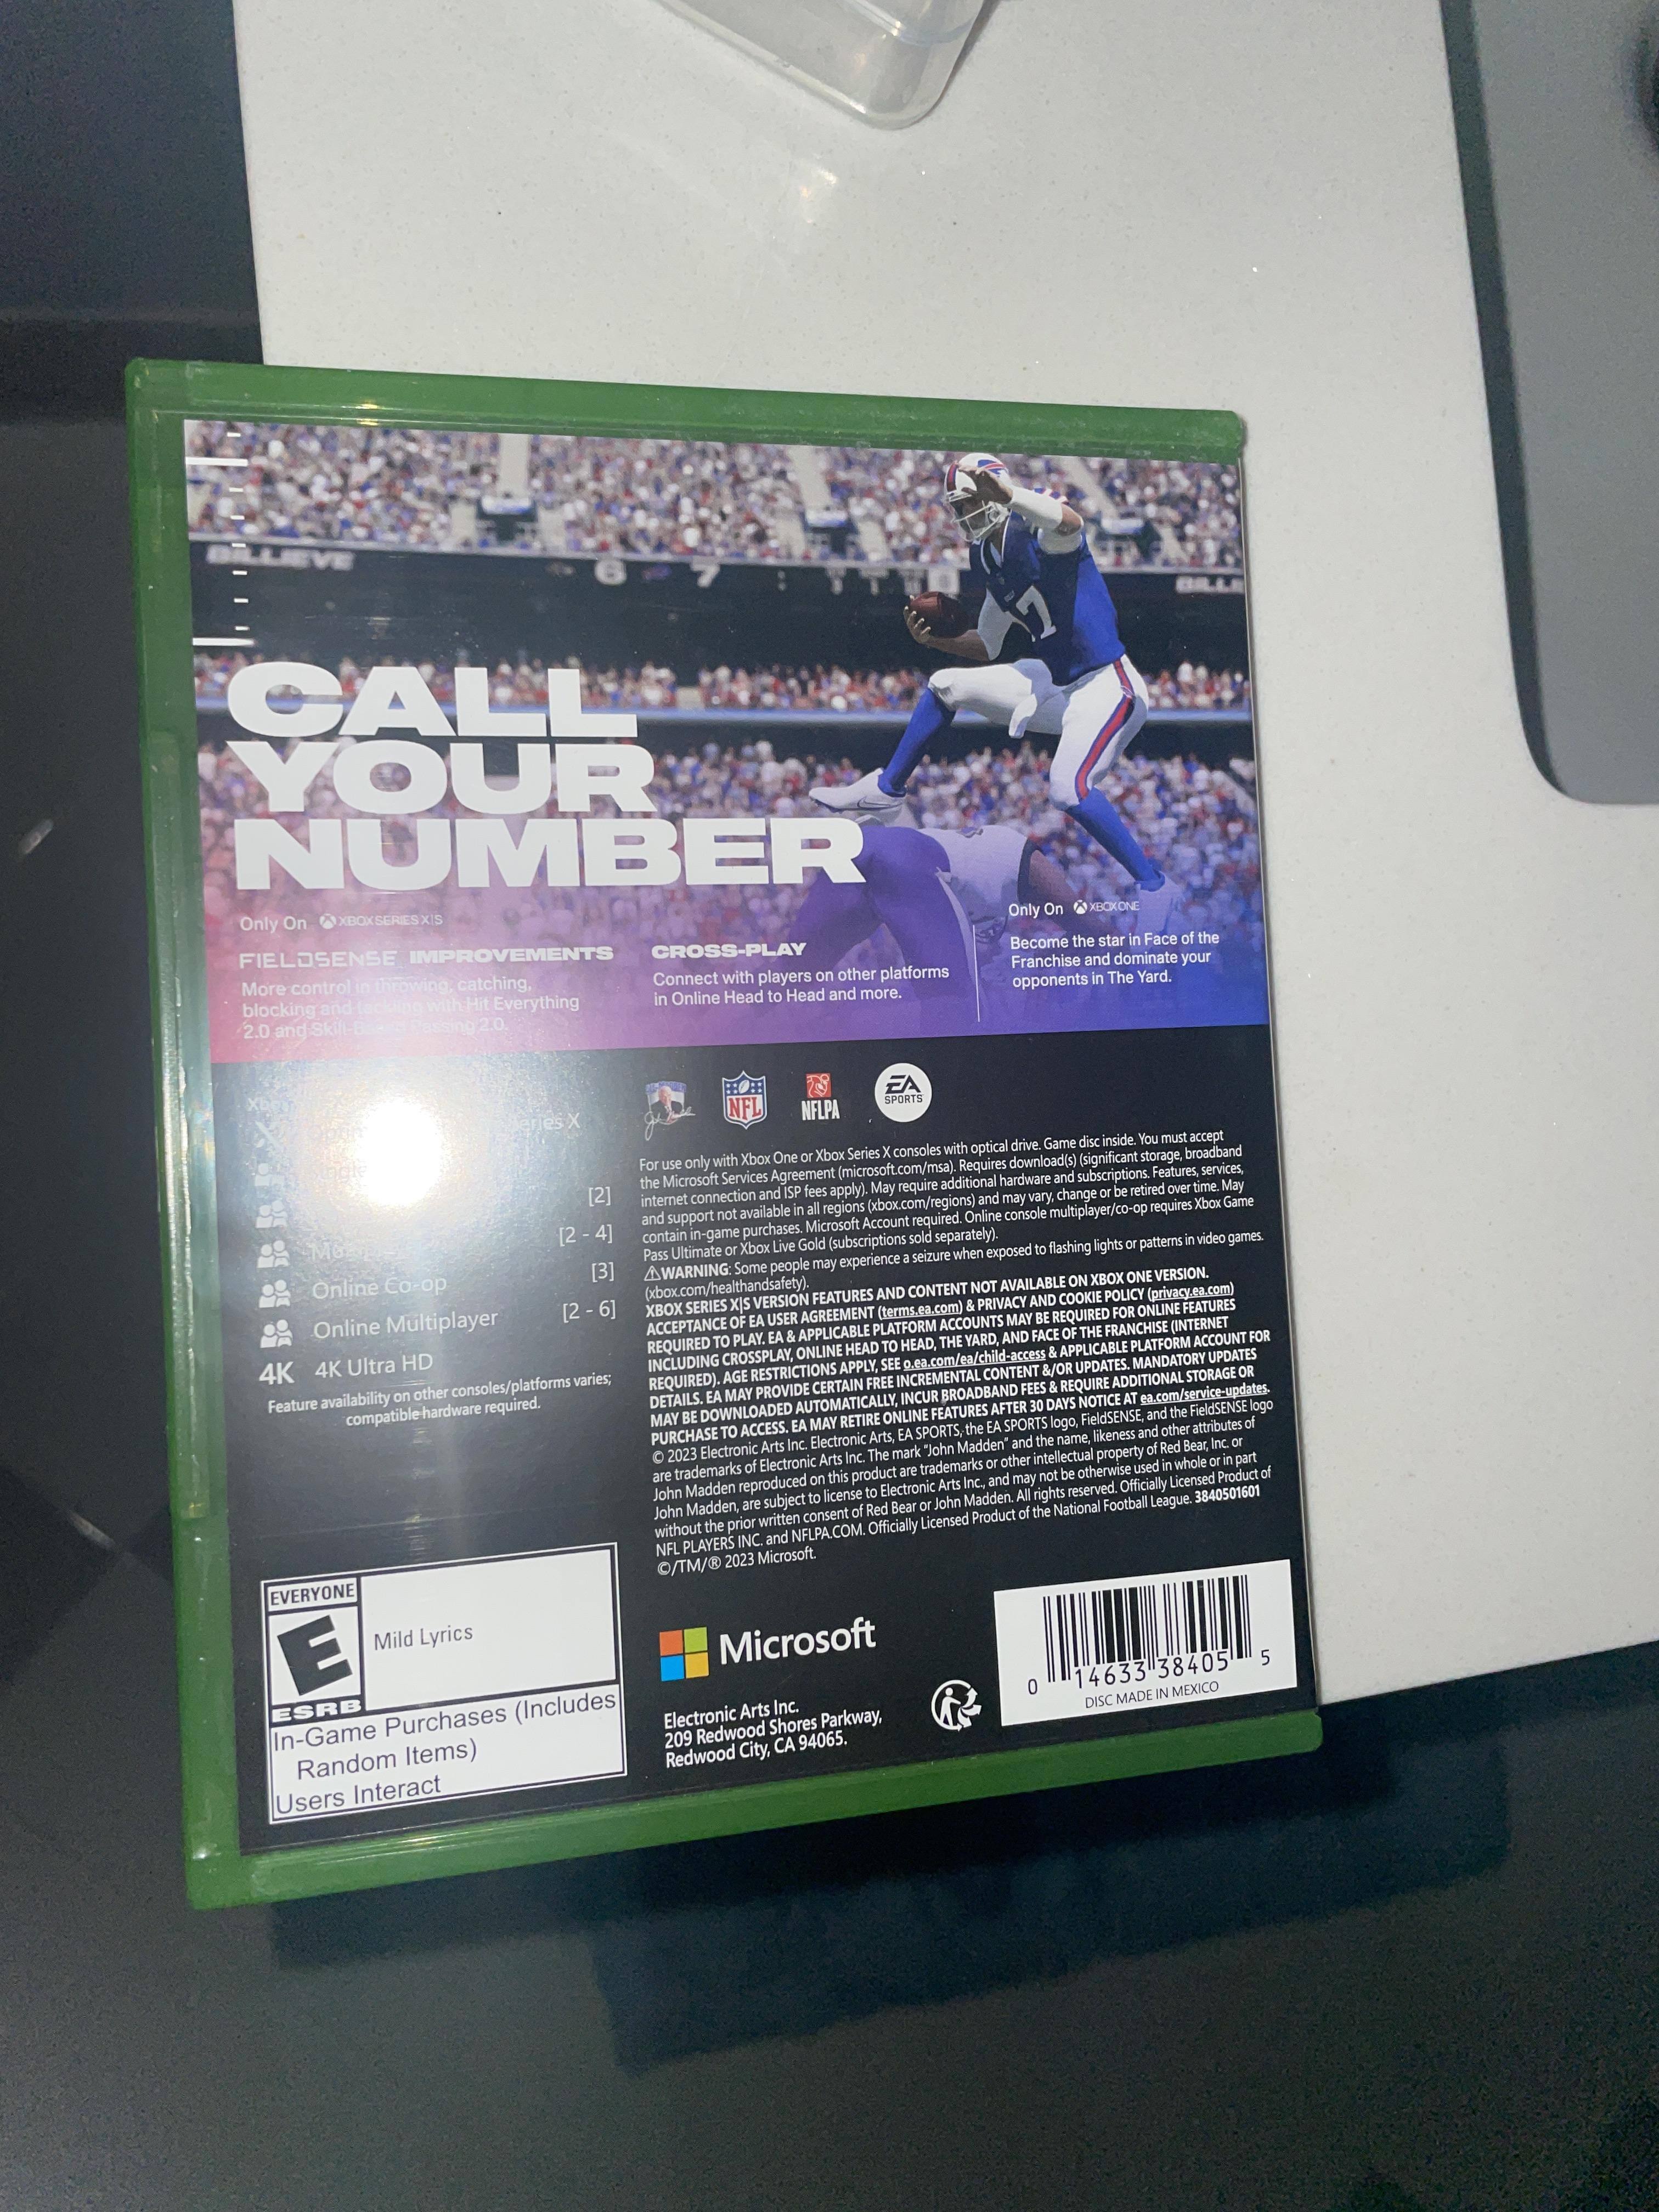 BILLIEVE
6 7
BILLIE
17
CALL
YOUR
NUMBER
Only On XBOX SERIES X|S
FIELDSENSE IMPROVEMENTS
More control in throwing, catching,
blocking and tackling with Hit Everything
2.0 and Skill-Based Passing 2.0.
CROSS-PLAY
Connect with players on other platforms
in Online Head to Head and more.
Only On XBOX ONE
Become the star in Face of the
Franchise and dominate your
opponents in The Yard.
Series X
[2]
[2 - 4]
Online Co-op [3]
Online Multiplayer [2 - 6]
4K 4K Ultra HD
Feature availability on other consoles/platforms varies;
compatible hardware required.
NFL
NFLPA
EA
SPORTS
For use only with Xbox One or Xbox Series X consoles with optical drive. Game disc inside. You must accept
the Microsoft Services Agreement (microsoft.com/msa). Requires download(s) (significant storage, broadband
internet connection and ISP fees apply). May require additional hardware and subscriptions. Features, services,
and support not available in all regions (xbox.com/regions) and may vary, change or be retired over time. May
contain in-game purchases. Microsoft Account required. Online console multiplayer/co-op requires Xbox Game
Pass Ultimate or Xbox Live Gold (subscriptions sold separately).
⚠WARNING: Some people may experience a seizure when exposed to flashing lights or patterns in video games.
(xbox.com/healthandsafety).
XBOX SERIES X|S VERSION FEATURES AND CONTENT NOT AVAILABLE ON XBOX ONE VERSION.
ACCEPTANCE OF EA USER AGREEMENT (terms.ea.com) & PRIVACY AND COOKIE POLICY (privacy.ea.com)
REQUIRED TO PLAY. EA & APPLICABLE PLATFORM ACCOUNTS MAY BE REQUIRED FOR ONLINE FEATURES
INCLUDING CROSSPLAY, ONLINE HEAD TO HEAD, THE YARD, AND FACE OF THE FRANCHISE (INTERNET
REQUIRED). AGE RESTRICTIONS APPLY, SEE o.ea.com/ea/child-access & APPLICABLE PLATFORM ACCOUNT FOR
DETAILS. EA MAY PROVIDE CERTAIN FREE INCREMENTAL CONTENT &/OR UPDATES. MANDATORY UPDATES
MAY BE DOWNLOADED AUTOMATICALLY, INCUR BROADBAND FEES & REQUIRE ADDITIONAL STORAGE OR
PURCHASE TO ACCESS. EA MAY RETIRE ONLINE FEATURES AFTER 30 DAYS NOTICE AT ea.com/service-updates.
© 2023 Electronic Arts Inc. Electronic Arts, EA SPORTS, the EA SPORTS logo, FieldSENSE, and the FieldSENSE logo
are trademarks of Electronic Arts Inc. The mark “John Madden” and the name, likeness and other attributes of
John Madden reproduced on this product are trademarks or other intellectual property of Red Bear, Inc. or
John Madden, are subject to license to Electronic Arts Inc., and may not be otherwise used in whole or in part
without the prior written consent of Red Bear or John Madden. All rights reserved. Officially Licensed Product of
NFL PLAYERS INC. and NFLPA.COM. Officially Licensed Product of the National Football League. 3840501601
©/TM/® 2023 Microsoft.
EVERYONE
E
ESRB
Mild Lyrics
In-Game Purchases (Includes
Random Items)
Users Interact
Microsoft
Electronic Arts Inc.
209 Redwood Shores Parkway,
Redwood City, CA 94065.
0 14633 38405 5
DISC MADE IN MEXICO